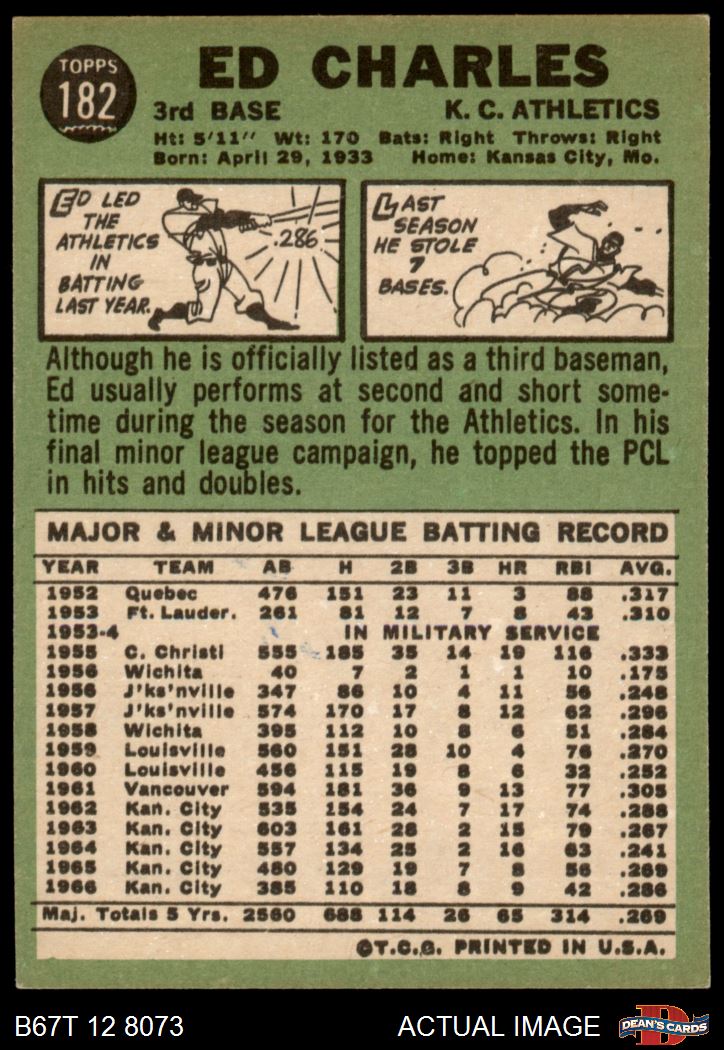 TOPPS
182
ED CHARLES
3rd BASE K. C. ATHLETICS
Ht: 5'11" Wt: 170 Bats: Right Throws: Right
Born: April 29, 1933 Home: Kansas City, Mo.
ED LED
THE
ATHLETICS
IN
BATTING
LAST YEAR.
.286
LAST
SEASON
HE STOLE
7
BASES.
Although he is officially listed as a third baseman,
Ed usually performs at second and short some-
time during the season for the Athletics. In his
final minor league campaign, he topped the PCL
in hits and doubles.
MAJOR & MINOR LEAGUE BATTING RECORD
YEAR TEAM AB H 2B 3B HR RBI AVG.
1952 Quebec 476 151 23 11 3 88 .317
1953 Ft. Lauder. 261 81 12 7 8 43 .310
1953-4 IN MILITARY SERVICE
1955 C. Christi 555 185 35 14 19 116 .333
1956 Wichita 40 7 2 1 1 10 .175
1956 J'ks'nville 347 86 10 4 11 56 .248
1957 J'ks'nville 574 170 17 8 12 62 .296
1958 Wichita 395 112 10 8 6 51 .284
1959 Louisville 560 151 28 10 4 76 .270
1960 Louisville 456 115 19 8 6 32 .252
1961 Vancouver 594 181 36 9 13 77 .305
1962 Kan. City 535 154 24 7 17 74 .288
1963 Kan. City 603 161 28 2 15 79 .267
1964 Kan. City 557 134 25 2 16 63 .241
1965 Kan. City 480 129 19 7 8 56 .269
1966 Kan. City 385 110 18 8 9 42 .286
Maj. Totals 5 Yrs. 2560 688 114 26 65 314 .269
©T.C.G. PRINTED IN U.S.A.
B67T 12 8073 ACTUAL IMAGE DEAN'S CARDS